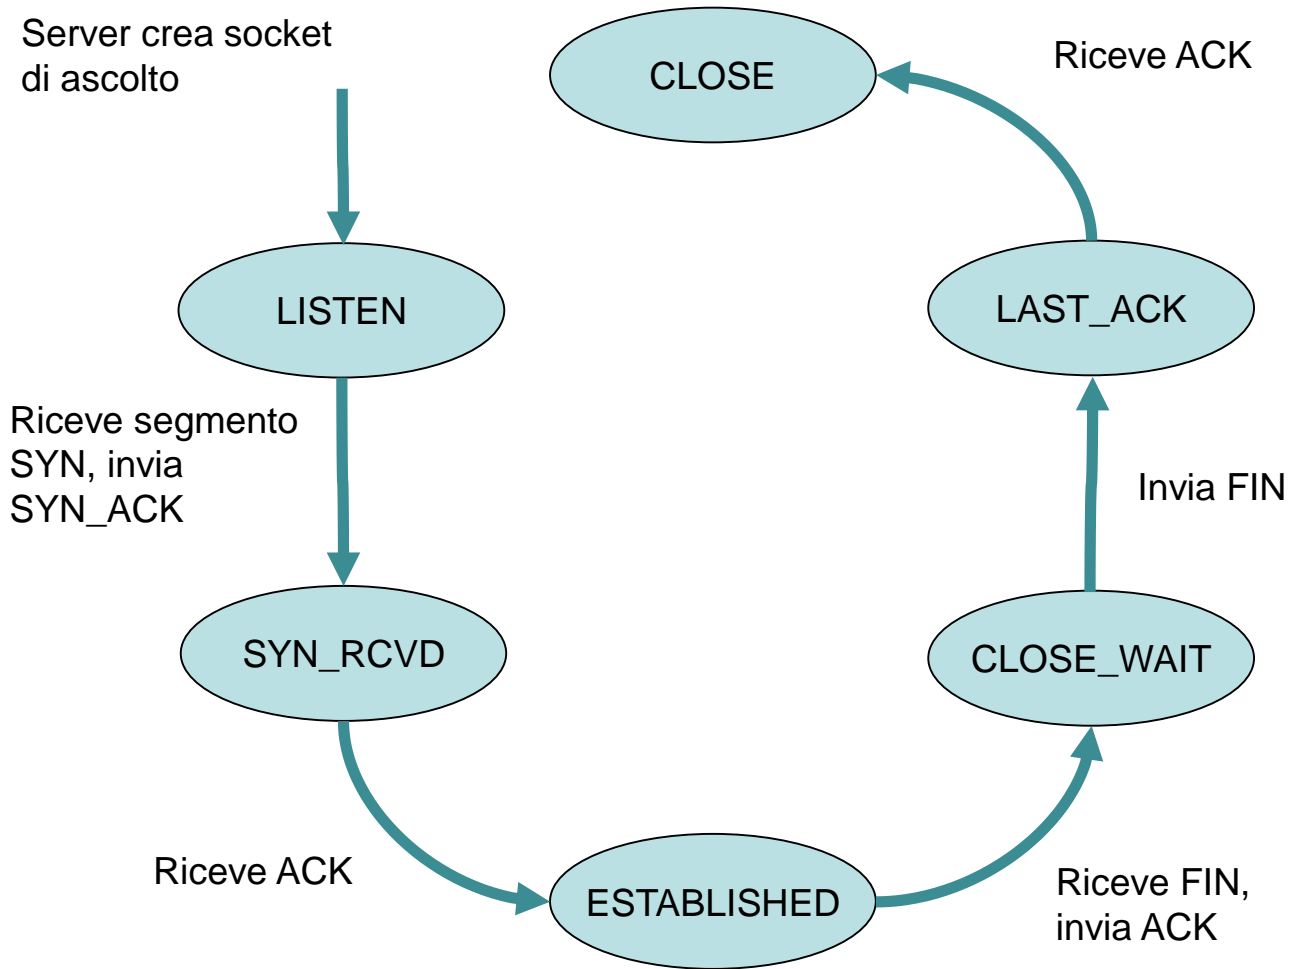 Server crea socket
di ascolto
CLOSE
Riceve ACK
LISTEN
LAST_ACK
Riceve segmento
SYN, invia
SYN_ACK
Invia FIN
SYN_RCVD
CLOSE_WAIT
Riceve ACK
ESTABLISHED
Riceve FIN,
invia ACK